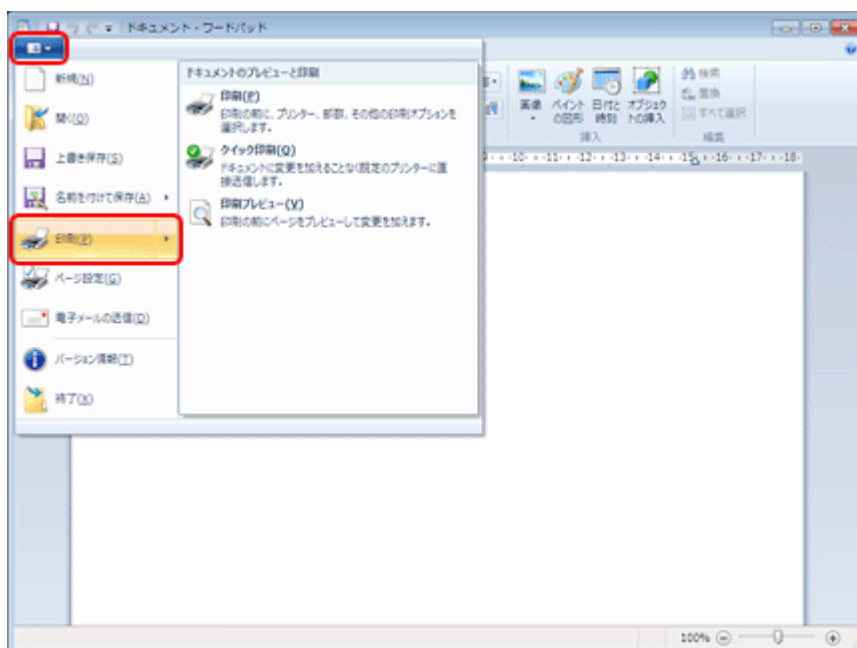 ドキュメント - ワードパッド
新規(N)
開く(O)
上書き保存(S)
名前を付けて保存(A)
印刷(P)
ページ設定(G)
電子メールの送信(D)
バージョン情報(T)
終了(X)
ドキュメントのプレビューと印刷
印刷(P)
印刷の前に、プリンター、部数、その他の印刷オプションを
選択します。
クイック印刷(Q)
ドキュメントに変更を加えることなく既定のプリンターに直
接送信します。
印刷プレビュー(V)
印刷の前にページをプレビューして変更を加えます。
画像
ペイント
の図形
日付と
時刻
オブジェク
トの挿入
挿入
検索
置換
すべて選択
編集
10 11 12 13 14 15 16 17 18
100%